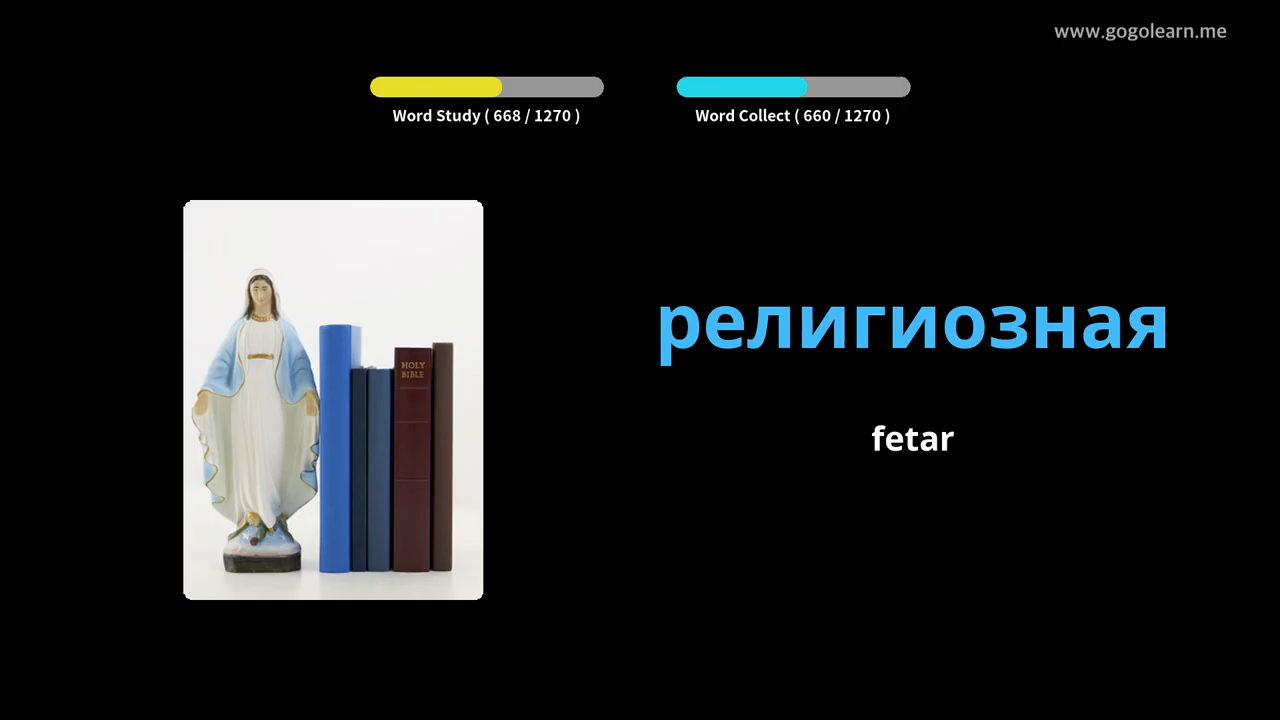 www.gogolearn.me
Word Study ( 668 / 1270 )
Word Collect ( 660 / 1270 )
HOLY
BIBLE
религиозная
fetar